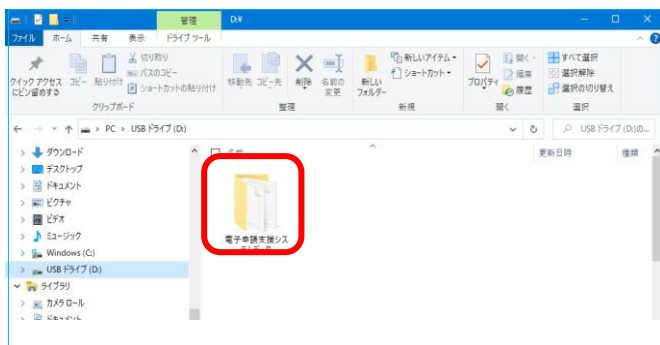 管理 D:¥
ファイル ホーム 共有 表示 ドライブ ツール
クイック アクセスにピン留めする
コピー
貼り付け
切り取り
パスのコピー
ショートカットの貼り付け
クリップボード
移動先
コピー先
削除
名前の変更
整理
新しいフォルダー
新しいアイテム
ショートカット
新規
プロパティ
開く
編集
履歴
開く
すべて選択
選択解除
選択の切り替え
選択
PC > USB ドライブ (D:)
USB ドライブ (D:)の...
ダウンロード
デスクトップ
ドキュメント
ピクチャ
ビデオ
ミュージック
Windows (C:)
USB ドライブ (D:)
ライブラリ
カメラ ロール
更新日時
種類
電子申請支援シス